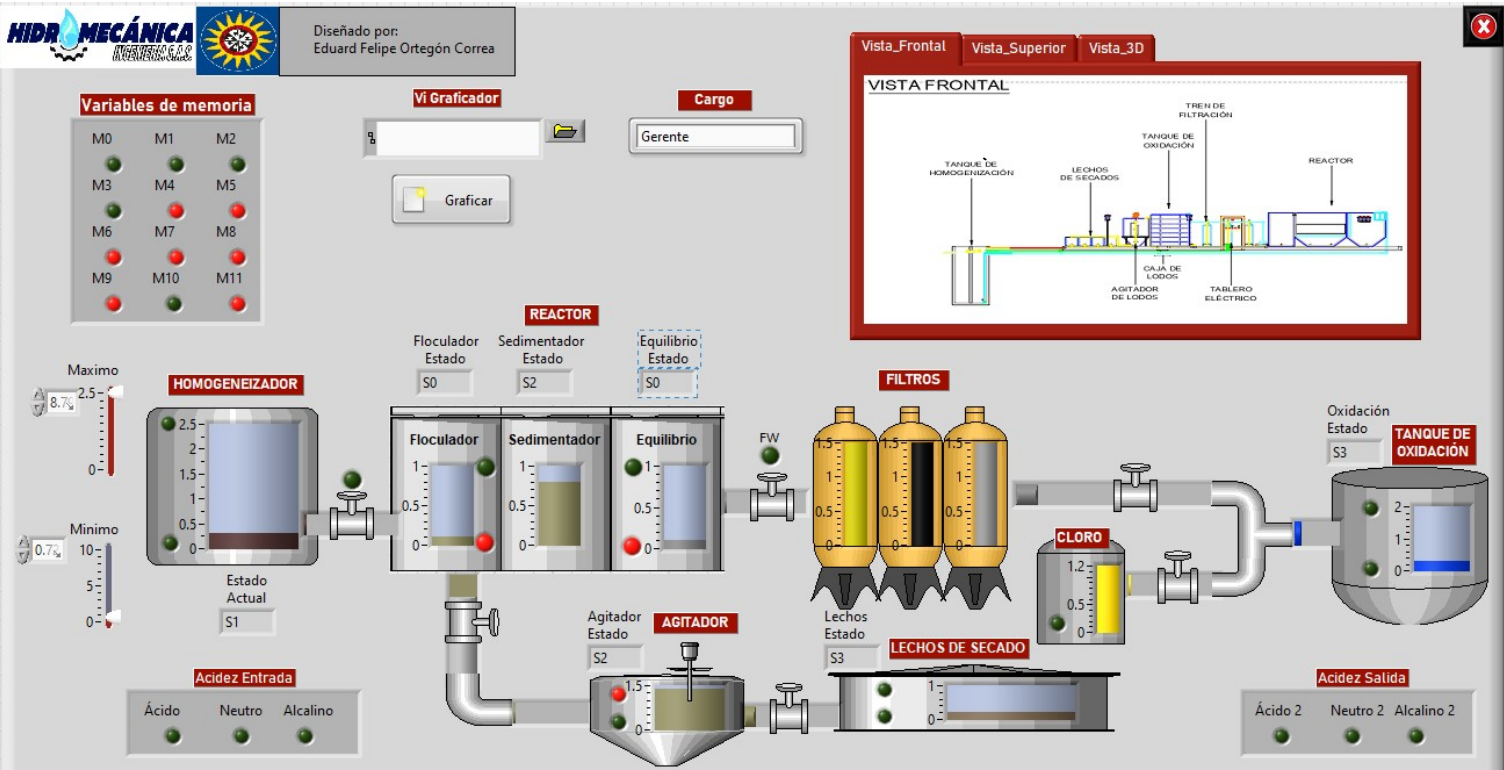 HIDROMECÁNICA
INGENIERIA S.A.S.
Diseñado por:
Eduard Felipe Ortegón Correa
Variables de memoria
M0 M1 M2
M3 M4 M5
M6 M7 M8
M9 M10 M11
Vi Graficador
Graficar
Cargo
Gerente
Vista_Frontal Vista_Superior Vista_3D
VISTA FRONTAL
TREN DE
FILTRACIÓN
TANQUE DE
OXIDACIÓN
TANQUE DE
HOMOGENIZACIÓN
LECHOS
DE SECADOS
REACTOR
CAJA DE
LODOS
AGITADOR
DE LODOS
TABLERO
ELÉCTRICO
Maximo
2.5
0
Minimo
10
5
0
HOMOGENEIZADOR
2.5
2
1.5
1
0.5
0
Estado
Actual
S1
REACTOR
Floculador
Estado
S0
Sedimentador
Estado
S2
Equilibrio
Estado
S0
Floculador
1
0.5
0
Sedimentador
1
0.5
0
Equilibrio
1
0.5
0
FW
FILTROS
1.5 1.5 1.5
1 1 1
0.5 0.5 0.5
0 0 0
CLORO
1.2
0.5
0
Oxidación
Estado
S3
TANQUE DE
OXIDACIÓN
2
1
0
Agitador
Estado
S2
AGITADOR
1.5
0
Lechos
Estado
S3
LECHOS DE SECADO
1
0
Acidez Entrada
Ácido Neutro Alcalino
Acidez Salida
Ácido 2 Neutro 2 Alcalino 2